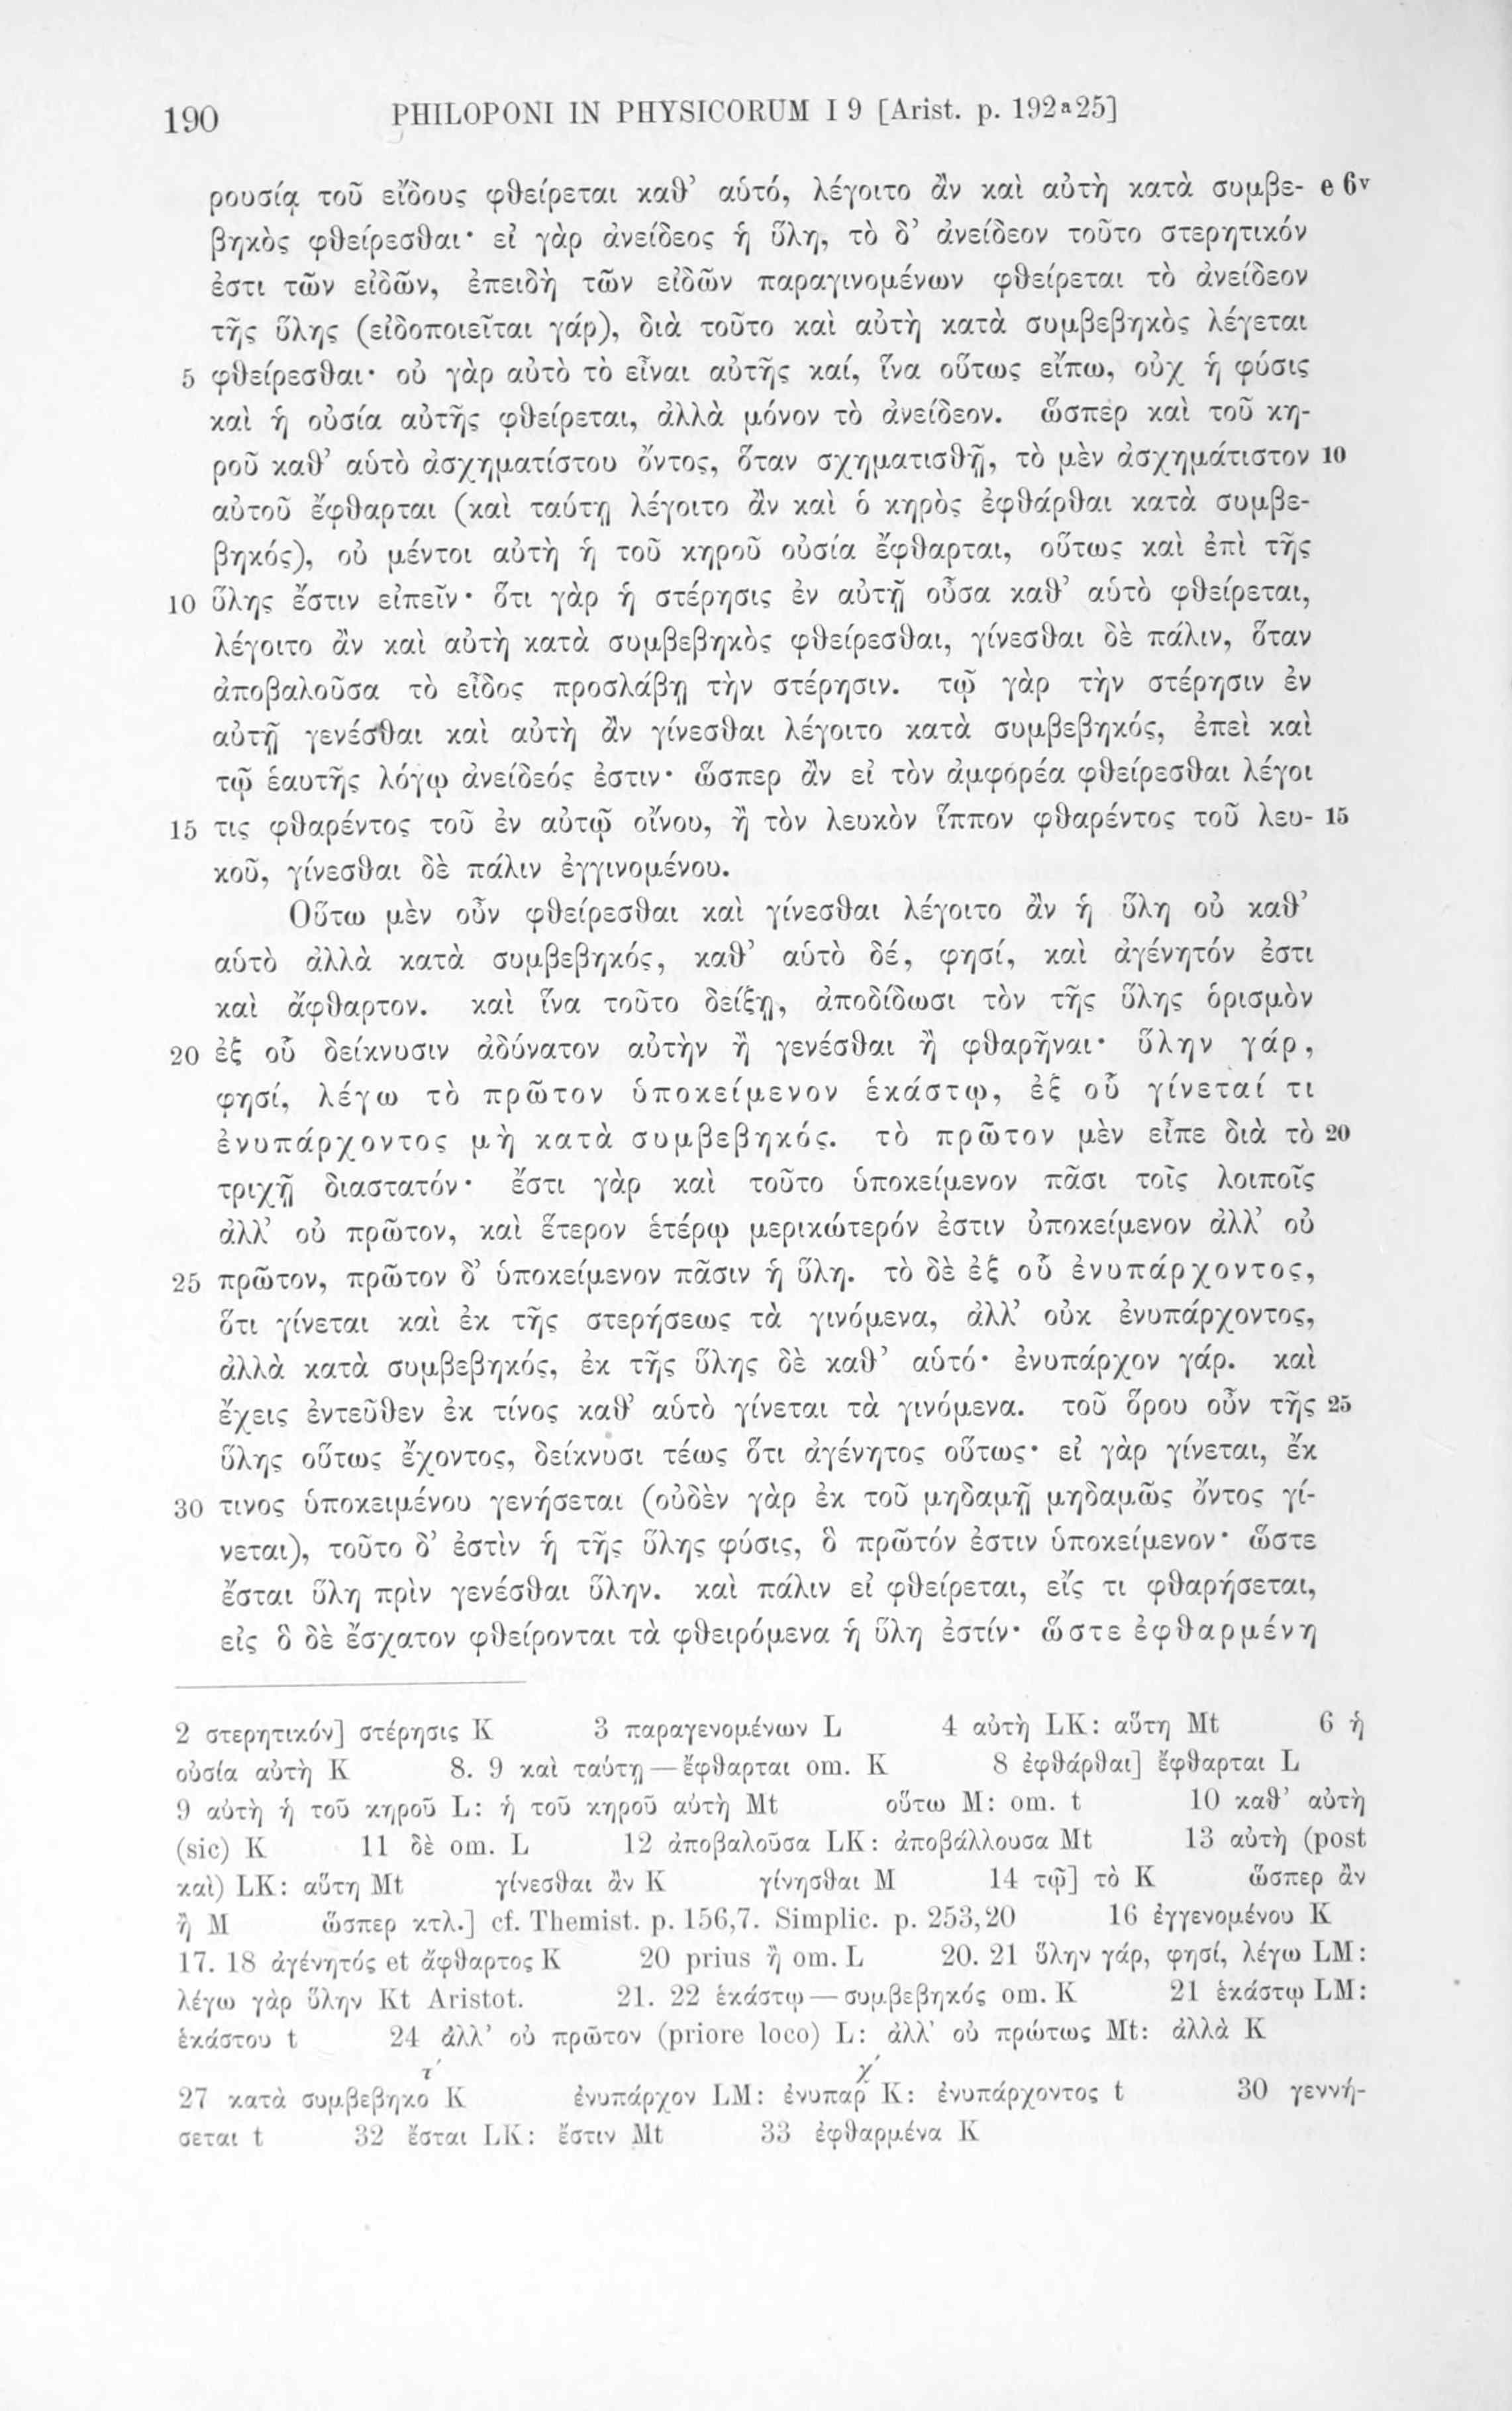 190 PHILOPONI IN PHYSICORUM I 9 [Arist. p. 192ᵃ25]
ρουσίᾳ τοῦ εἴδους φθείρεται καθ’ αὑτό, λέγοιτο ἂν καὶ αὐτὴ κατὰ συμβε- e 6ᵛ
βηκὸς φθείρεσθαι· εἰ γὰρ ἀνείδεος ἡ ὕλη, τὸ δ’ ἀνείδεον τοῦτο στερητικόν
ἐστι τῶν εἰδῶν, ἐπειδὴ τῶν εἰδῶν παραγινομένων φθείρεται τὸ ἀνείδεον
τῆς ὕλης (εἰδοποιεῖται γάρ), διὰ τοῦτο καὶ αὐτὴ κατὰ συμβεβηκὸς λέγεται
5 φθείρεσθαι· οὐ γὰρ αὐτὸ τὸ εἶναι αὐτῆς καί, ἵνα οὕτως εἴπω, οὐχ ἡ φύσις
καὶ ἡ οὐσία αὐτῆς φθείρεται, ἀλλὰ μόνον τὸ ἀνείδεον. ὥσπερ καὶ τοῦ κη-
ροῦ καθ’ αὑτὸ ἀσχηματίστου ὄντος, ὅταν σχηματισθῇ, τὸ μὲν ἀσχημάτιστον 10
αὐτοῦ ἔφθαρται (καὶ ταύτῃ λέγοιτο ἂν καὶ ὁ κηρὸς ἐφθάρθαι κατὰ συμβε-
βηκός), οὐ μέντοι αὐτὴ ἡ τοῦ κηροῦ οὐσία ἔφθαρται, οὕτως καὶ ἐπὶ τῆς
10 ὕλης ἔστιν εἰπεῖν· ὅτι γὰρ ἡ στέρησις ἐν αὐτῇ οὖσα καθ’ αὑτὸ φθείρεται,
λέγοιτο ἂν καὶ αὐτὴ κατὰ συμβεβηκὸς φθείρεσθαι, γίνεσθαι δὲ πάλιν, ὅταν
ἀποβαλοῦσα τὸ εἶδος προσλάβῃ τὴν στέρησιν. τῷ γὰρ τὴν στέρησιν ἐν
αὐτῇ γενέσθαι καὶ αὐτὴ ἂν γίνεσθαι λέγοιτο κατὰ συμβεβηκός, ἐπεὶ καὶ
τῷ ἑαυτῆς λόγῳ ἀνείδεός ἐστιν· ὥσπερ ἂν εἰ τὸν ἀμφορέα φθείρεσθαι λέγοι
15 τις φθαρέντος τοῦ ἐν αὐτῷ οἴνου, ἢ τὸν λευκὸν ἵππον φθαρέντος τοῦ λευ- 15
κοῦ, γίνεσθαι δὲ πάλιν ἐγγινομένου.
Οὕτω μὲν οὖν φθείρεσθαι καὶ γίνεσθαι λέγοιτο ἂν ἡ ὕλη οὐ καθ’
αὑτὸ ἀλλὰ κατὰ συμβεβηκός, καθ’ αὑτὸ δέ, φησί, καὶ ἀγένητόν ἐστι
καὶ ἄφθαρτον. καὶ ἵνα τοῦτο δείξῃ, ἀποδίδωσι τὸν τῆς ὕλης ὁρισμὸν
20 ἐξ οὗ δείκνυσιν ἀδύνατον αὐτὴν ἢ γενέσθαι ἢ φθαρῆναι· ὕλην γάρ,
φησί, λέγω τὸ πρῶτον ὑποκείμενον ἑκάστῳ, ἐξ οὗ γίνεταί τι
ἐνυπάρχοντος μὴ κατὰ συμβεβηκός. τὸ πρῶτον μὲν εἶπε διὰ τὸ 20
τριχῇ διαστατόν· ἔστι γὰρ καὶ τοῦτο ὑποκείμενον πᾶσι τοῖς λοιποῖς
ἀλλ’ οὐ πρῶτον, καὶ ἕτερον ἑτέρῳ μερικώτερόν ἐστιν ὑποκείμενον ἀλλ’ οὐ
25 πρῶτον, πρῶτον δ’ ὑποκείμενον πᾶσιν ἡ ὕλη. τὸ δὲ ἐξ οὗ ἐνυπάρχοντος,
ὅτι γίνεται καὶ ἐκ τῆς στερήσεως τὰ γινόμενα, ἀλλ’ οὐκ ἐνυπάρχοντος,
ἀλλὰ κατὰ συμβεβηκός, ἐκ τῆς ὕλης δὲ καθ’ αὑτό· ἐνυπάρχον γάρ. καὶ
ἔχεις ἐντεῦθεν ἐκ τίνος καθ’ αὑτὸ γίνεται τὰ γινόμενα. τοῦ ὅρου οὖν τῆς 25
ὕλης οὕτως ἔχοντος, δείκνυσι τέως ὅτι ἀγένητος οὕτως· εἰ γὰρ γίνεται, ἔκ
30 τινος ὑποκειμένου γενήσεται (οὐδὲν γὰρ ἐκ τοῦ μηδαμῇ μηδαμῶς ὄντος γί-
νεται), τοῦτο δ’ ἐστὶν ἡ τῆς ὕλης φύσις, ὃ πρῶτόν ἐστιν ὑποκείμενον· ὥστε
ἔσται ὕλη πρὶν γενέσθαι ὕλην. καὶ πάλιν εἰ φθείρεται, εἴς τι φθαρήσεται,
εἰς ὃ δὲ ἔσχατον φθείρονται τὰ φθειρόμενα ἡ ὕλη ἐστίν· ὥστε ἐφθαρμένη
2 στερητικόν] στέρησις K 3 παραγενομένων L 4 αὐτὴ LK: αὕτη Mt 6 ἡ
οὐσία αὐτὴ K 8. 9 καὶ ταύτῃ — ἔφθαρται om. K 8 ἐφθάρθαι] ἔφθαρται L
9 αὐτὴ ἡ τοῦ κηροῦ L: ἡ τοῦ κηροῦ αὐτὴ Mt οὕτω M: om. t 10 καθ’ αὑτὴ
(sic) K 11 δὲ om. L 12 ἀποβαλοῦσα LK: ἀποβάλλουσα Mt 13 αὐτὴ (post
καὶ) LK: αὕτη Mt γίνεσθαι ἂν K γίνησθαι M 14 τῷ] τὸ K ὥσπερ ἂν
ἢ M ὥσπερ κτλ.] cf. Themist. p. 156,7. Simplic. p. 253,20 16 ἐγγενομένου K
17. 18 ἀγένητός et ἄφθαρτος K 20 prius ἢ om. L 20. 21 ὕλην γάρ, φησί, λέγω LM:
λέγω γὰρ ὕλην Kt Aristot. 21. 22 ἑκάστῳ — συμβεβηκός om. K 21 ἑκάστῳ LM:
ἑκάστου t 24 ἀλλ’ οὐ πρῶτον (priore loco) L: ἀλλ’ οὐ πρώτως Mt: ἀλλὰ K
27 κατὰ συμβεβηκοτ´ K ἐνυπάρχον LM: ἐνυπαρχ´ K: ἐνυπάρχοντος t 30 γεννή-
σεται t 32 ἔσται LK: ἔστιν Mt 33 ἐφθαρμένα K